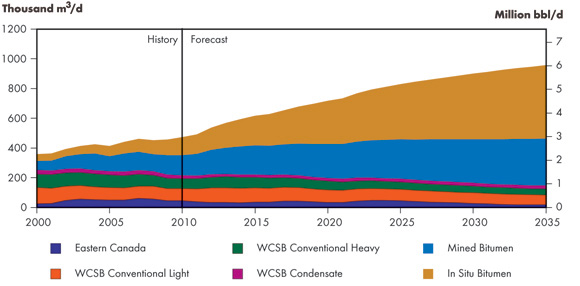 Thousand m³/d
Million bbl/d
History
Forecast
1200
1000
800
600
400
200
0
7
6
5
4
3
2
1
0
2000 2005 2010 2015 2020 2025 2030 2035
Eastern Canada
WCSB Conventional Heavy
Mined Bitumen
WCSB Conventional Light
WCSB Condensate
In Situ Bitumen